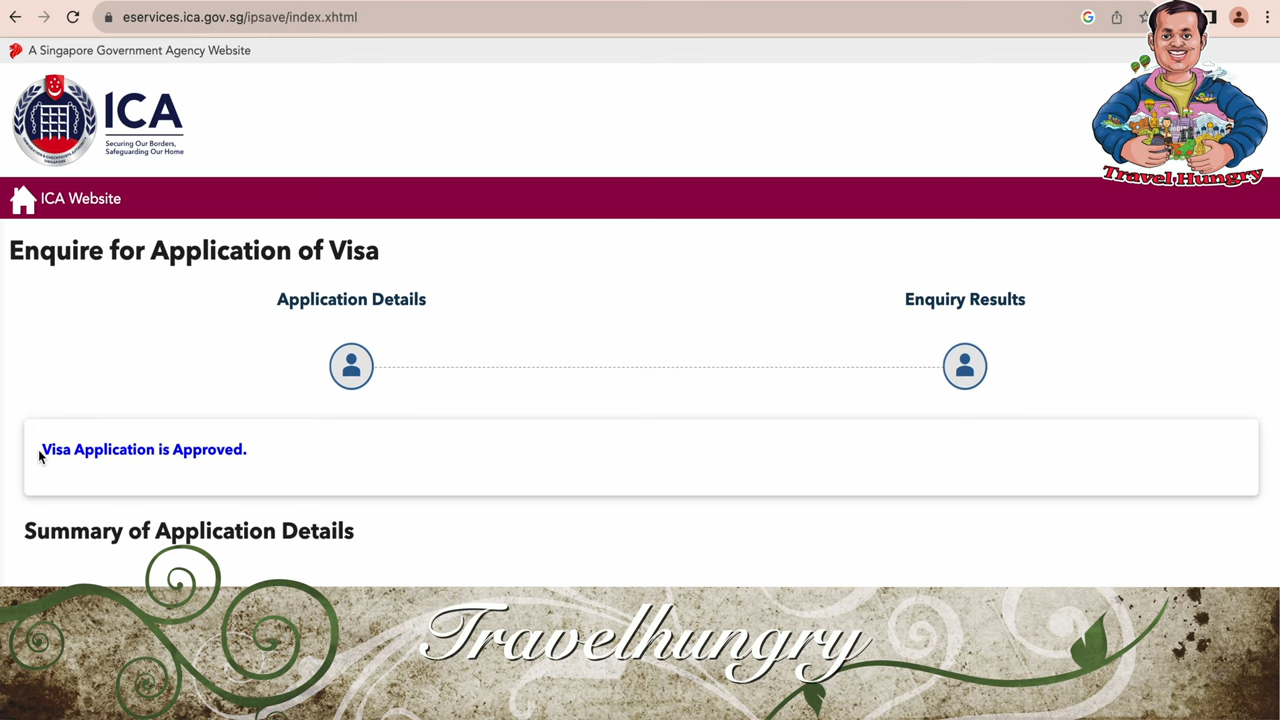 eservices.ica.gov.sg/ipsave/index.xhtml
A Singapore Government Agency Website
ICA
Securing Our Borders,
Safeguarding Our Home
Travel Hungry
ICA Website
Enquire for Application of Visa
Application Details
Enquiry Results
Visa Application is Approved.
Summary of Application Details
Travelhungry